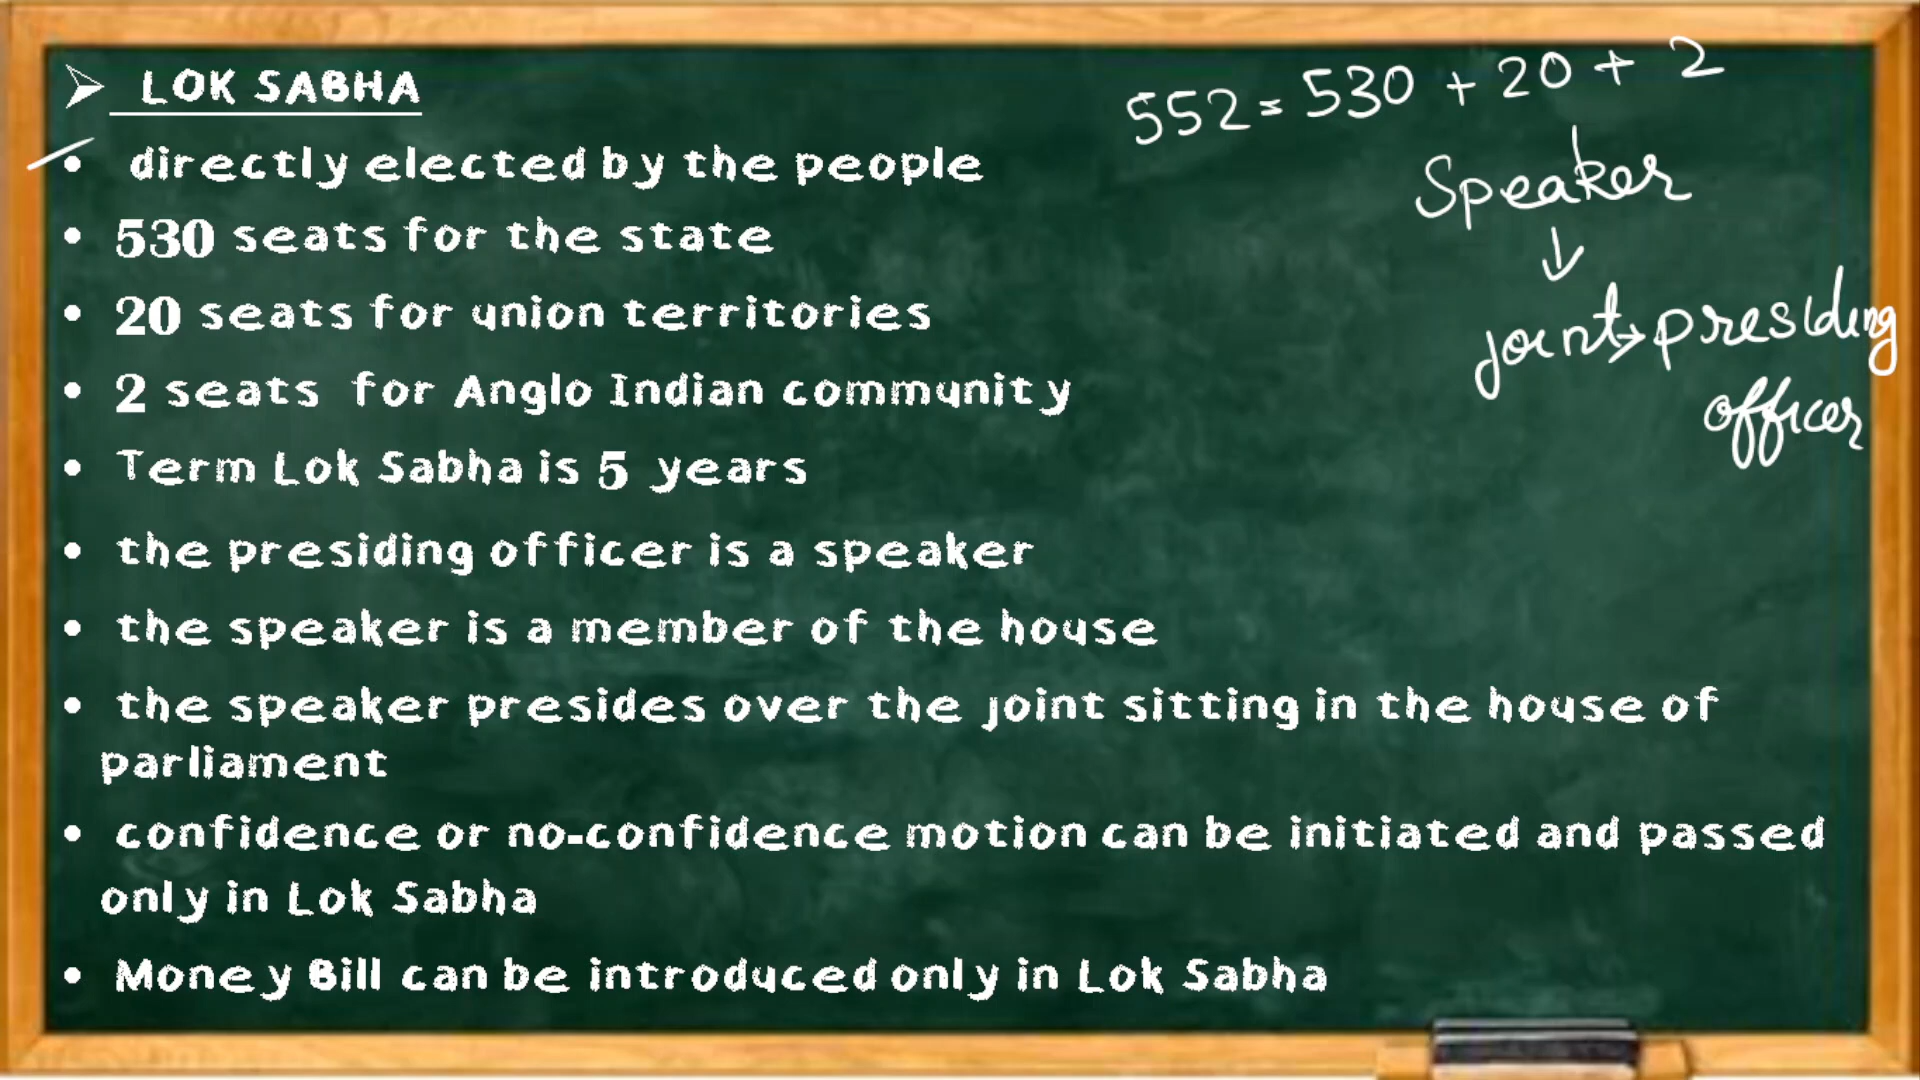 ➤ LOK SABHA
• directly elected by the people
• 530 seats for the state
• 20 seats for union territories
• 2 seats for Anglo Indian community
• Term Lok Sabha is 5 years
• the presiding officer is a speaker
• the speaker is a member of the house
• the speaker presides over the joint sitting in the house of
parliament
• confidence or no-confidence motion can be initiated and passed
only in Lok Sabha
• Money Bill can be introduced only in Lok Sabha
552 = 530 + 20 + 2
Speaker
↓
joint → presiding
officer